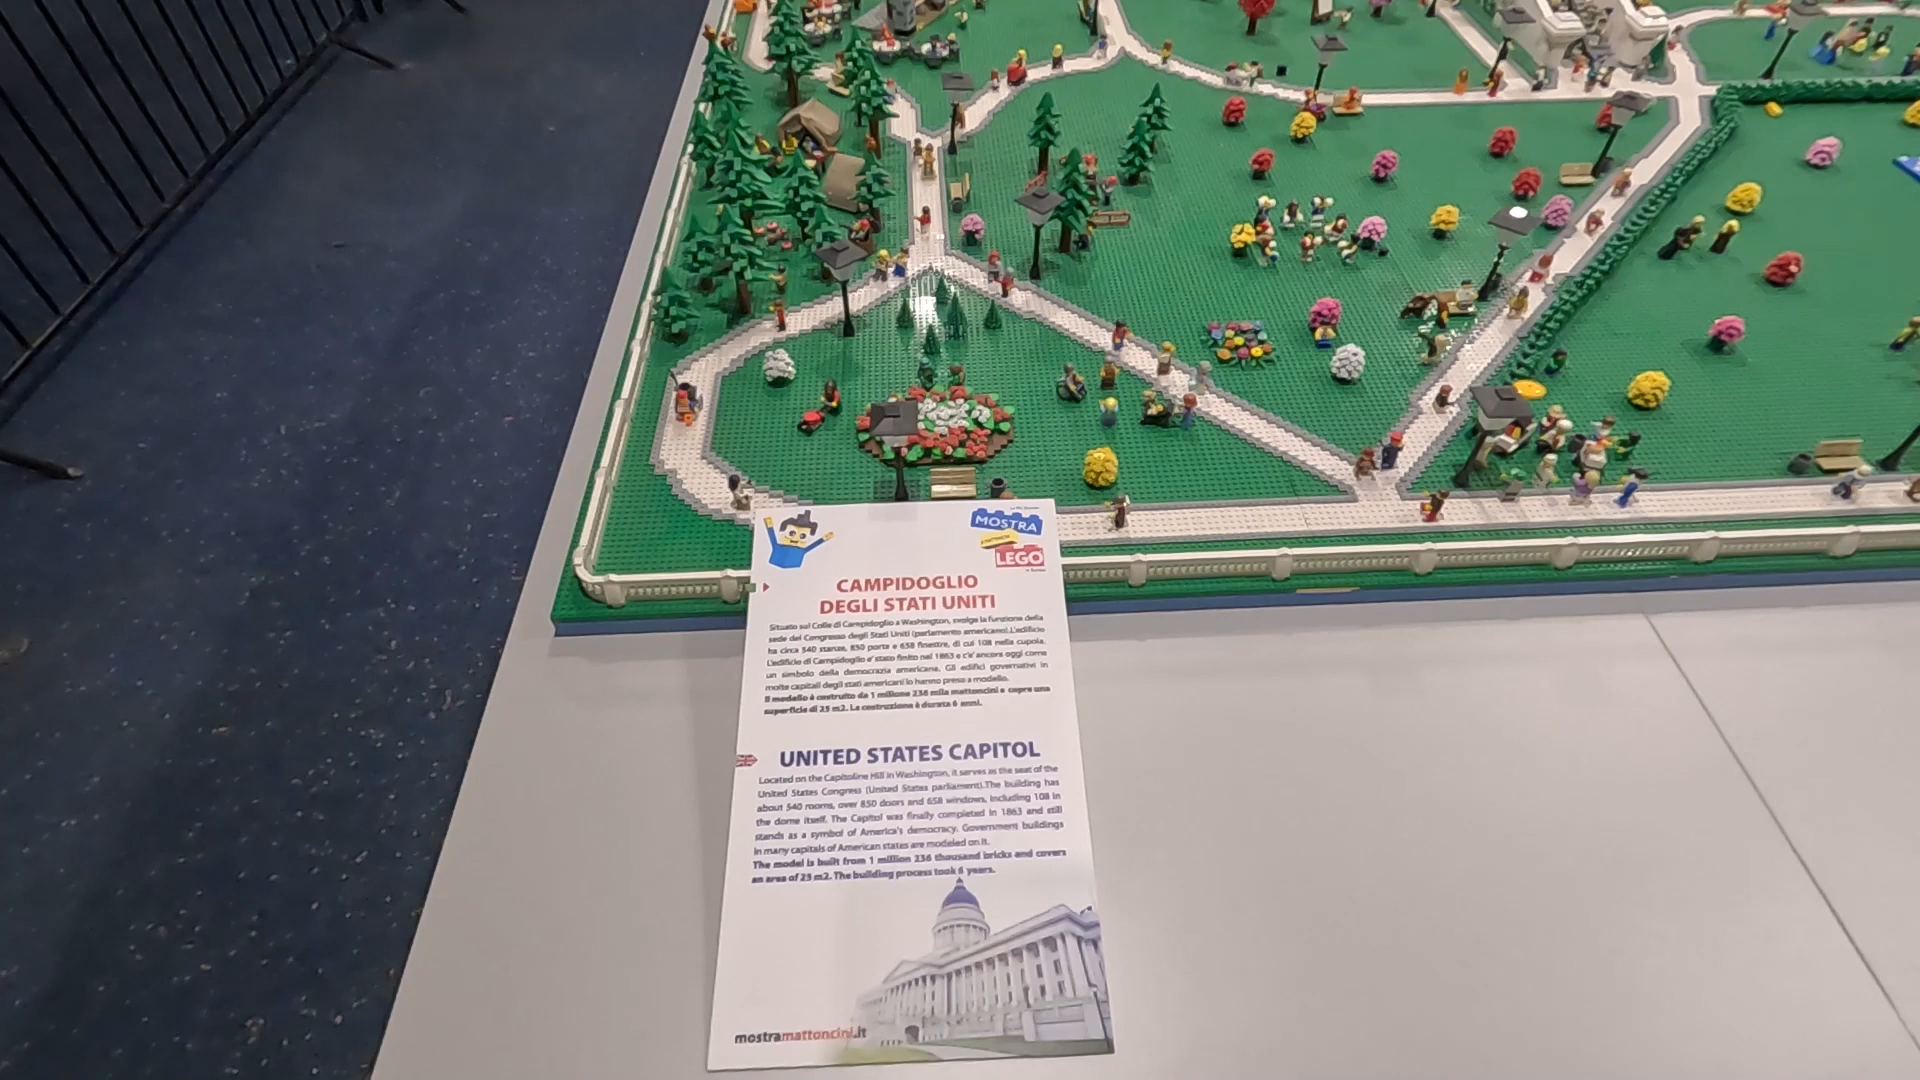 MOSTRA
LEGO
CAMPIDOGLIO
DEGLI STATI UNITI
Situato sul Colle di Campidoglio a Washington, svolge la funzione della
sede del Congresso degli Stati Uniti (parlamento americano).L'edificio
ha circa 540 stanze, 850 porte e 658 finestre, di cui 108 nella cupola.
L'edificio di Campidoglio e' stato finito nel 1863 e c'e' ancora oggi come
un simbolo della democrazia americana. Gli edifici governativi in
molte capitali degli stati americani lo hanno preso a modello.
Il modello è costruito da 1 milione 236 mila mattoncini e copre una
superficie di 25 m2. La costruzione è durata 6 anni.
UNITED STATES CAPITOL
Located on the Capitoline Hill in Washington, it serves as the seat of the
United States Congress (United States parliament).The building has
about 540 rooms, over 850 doors and 658 windows, including 108 in
the dome itself. The Capitol was finally completed in 1863 and still
stands as a symbol of America's democracy. Government buildings
in many capitals of American states are modeled on it.
The model is built from 1 million 236 thousand bricks and covers
an area of 25 m2. The building process took 6 years.
mostramattoncini.it